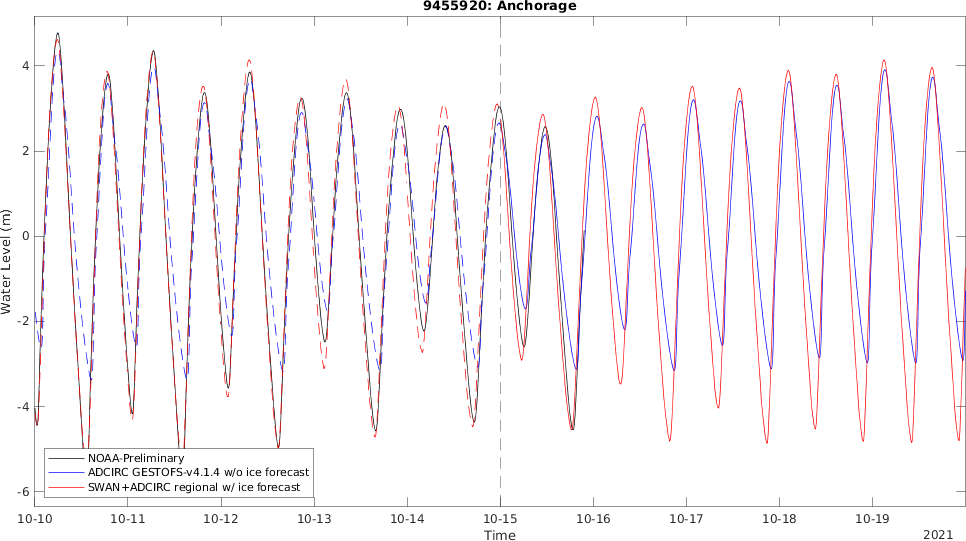 9455920: Anchorage
Water Level (m)
4
2
0
-2
-4
-6
NOAA-Preliminary
ADCIRC GESTOFS-v4.1.4 w/o ice forecast
SWAN+ADCIRC regional w/ ice forecast
10-10 10-11 10-12 10-13 10-14 10-15 10-16 10-17 10-18 10-19
Time
2021